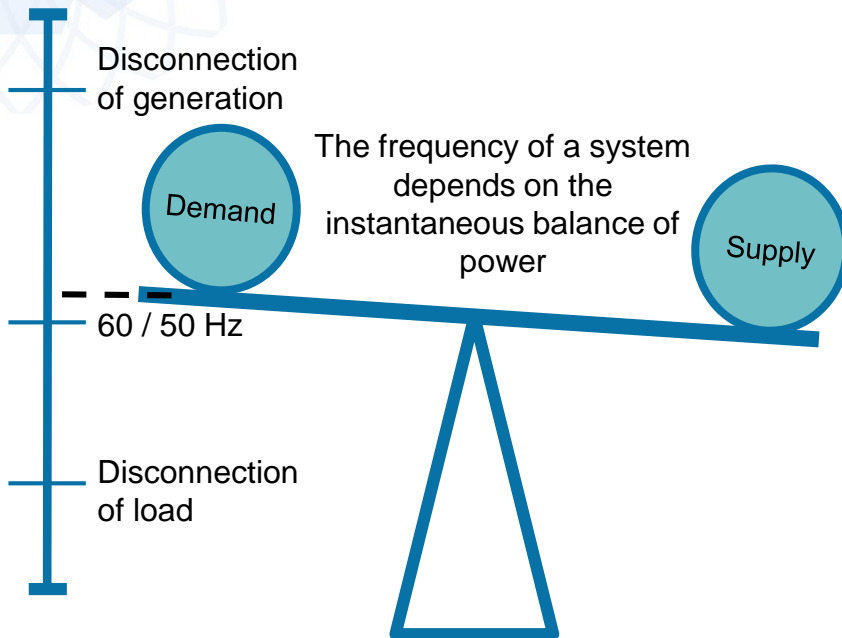 Disconnection
of generation
The frequency of a system
depends on the
instantaneous balance of
power
Demand
Supply
60 / 50 Hz
Disconnection
of load